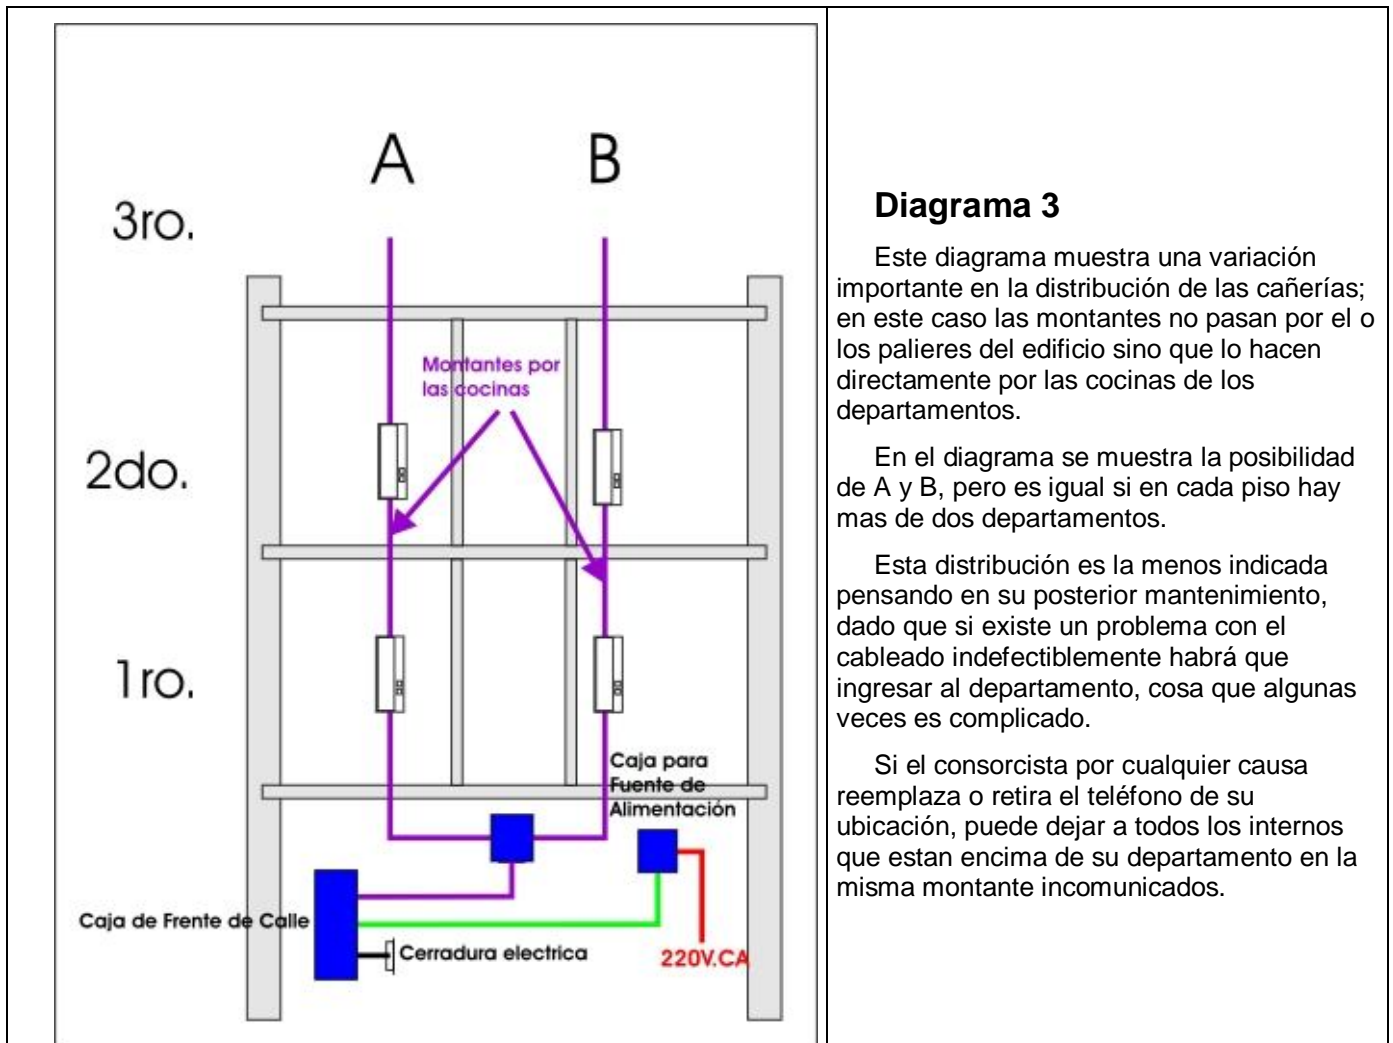 A B
3ro.
Montantes por
las cocinas
2do.
1ro.
Caja para
Fuente de
Alimentación
Caja de Frente de Calle
Cerradura electrica
220V.CA
Diagrama 3
Este diagrama muestra una variación
importante en la distribución de las cañerías;
en este caso las montantes no pasan por el o
los palieres del edificio sino que lo hacen
directamente por las cocinas de los
departamentos.
En el diagrama se muestra la posibilidad
de A y B, pero es igual si en cada piso hay
mas de dos departamentos.
Esta distribución es la menos indicada
pensando en su posterior mantenimiento,
dado que si existe un problema con el
cableado indefectiblemente habrá que
ingresar al departamento, cosa que algunas
veces es complicado.
Si el consorcista por cualquier causa
reemplaza o retira el teléfono de su
ubicación, puede dejar a todos los internos
que estan encima de su departamento en la
misma montante incomunicados.